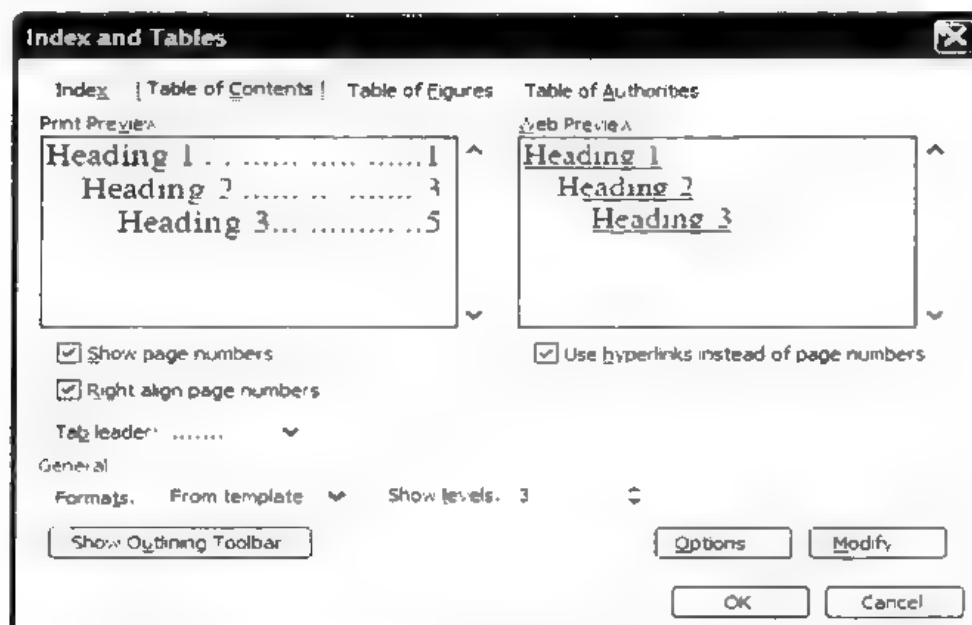 Index and Tables
Index Table of Contents Table of Figures Table of Authorities
Print Preview
Heading 1 . . ...... ..... ......1
Heading 2 ...... .. ....... 3
Heading 3... ......... ..5
Web Preview
Heading 1
Heading 2
Heading 3
Show page numbers
Right align page numbers
Use hyperlinks instead of page numbers
Tab leader: .......
General
Formats. From template Show levels. 3
Show Outlining Toolbar Options Modify
OK Cancel